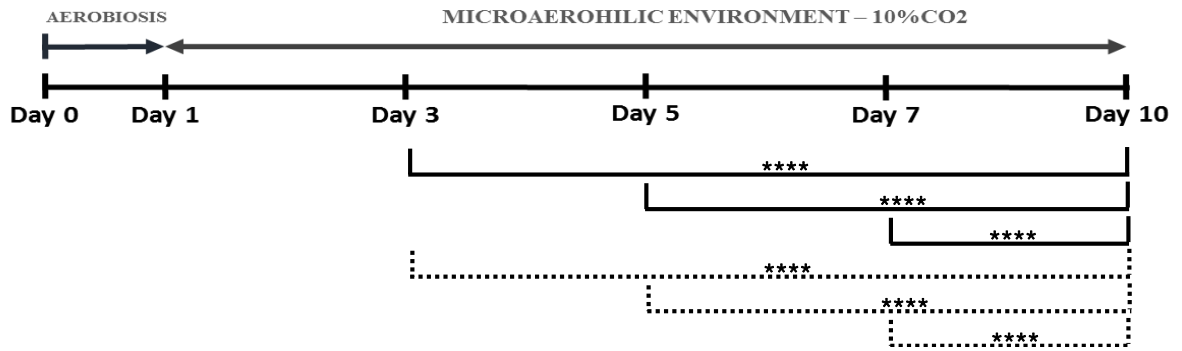 AEROBIOSIS
MICROAEROHILIC ENVIRONMENT – 10%CO2
Day 0 Day 1 Day 3 Day 5 Day 7 Day 10
****
****
****
****
****
****